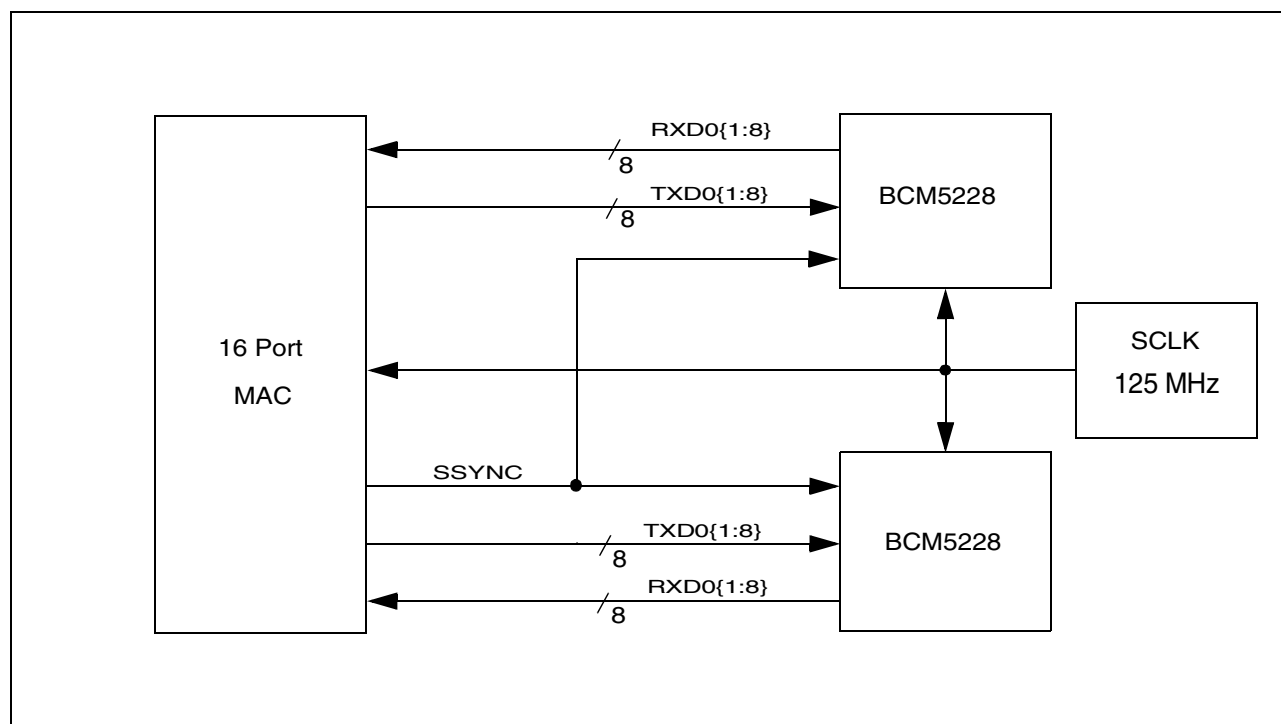 RXD0{1:8}
8
TXD0{1:8}
8
BCM5228
16 Port
MAC
SCLK
125 MHz
SSYNC
TXD0{1:8}
8
BCM5228
RXD0{1:8}
8